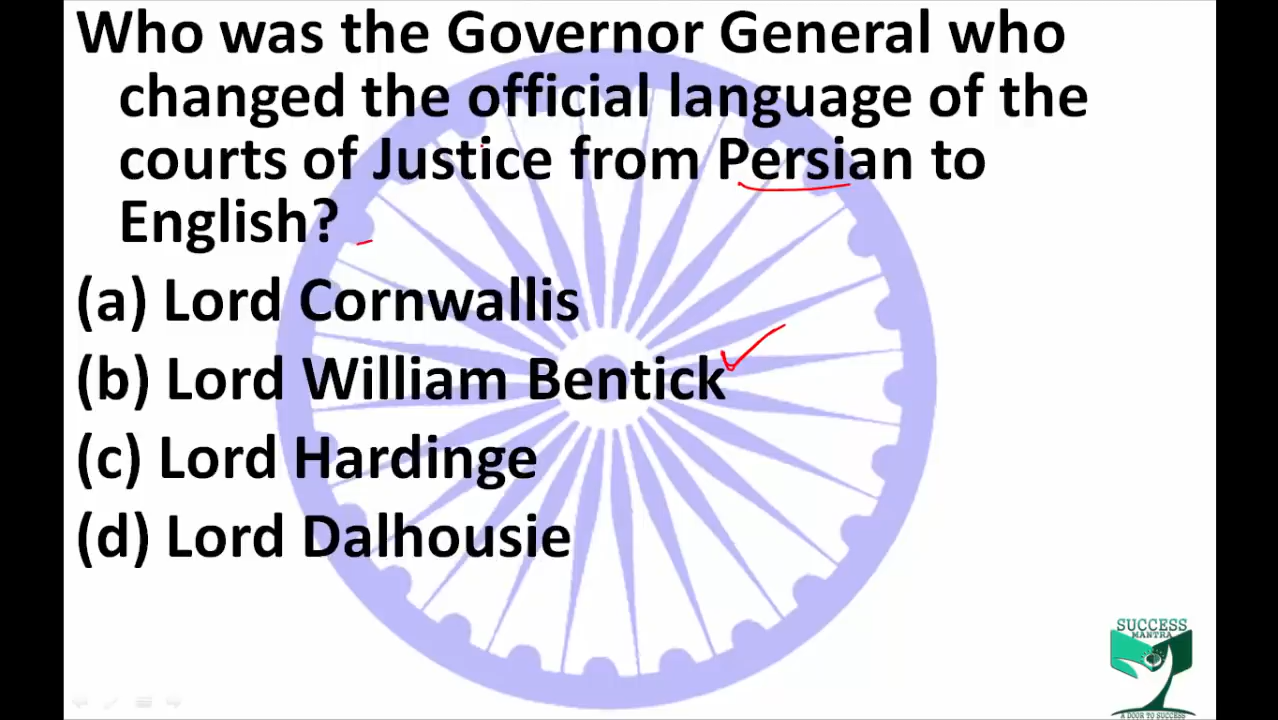 Who was the Governor General who
changed the official language of the
courts of Justice from Persian to
English?
(a) Lord Cornwallis
(b) Lord William Bentick
(c) Lord Hardinge
(d) Lord Dalhousie
SUCCESS
MANTRA
A DOOR TO SUCCESS